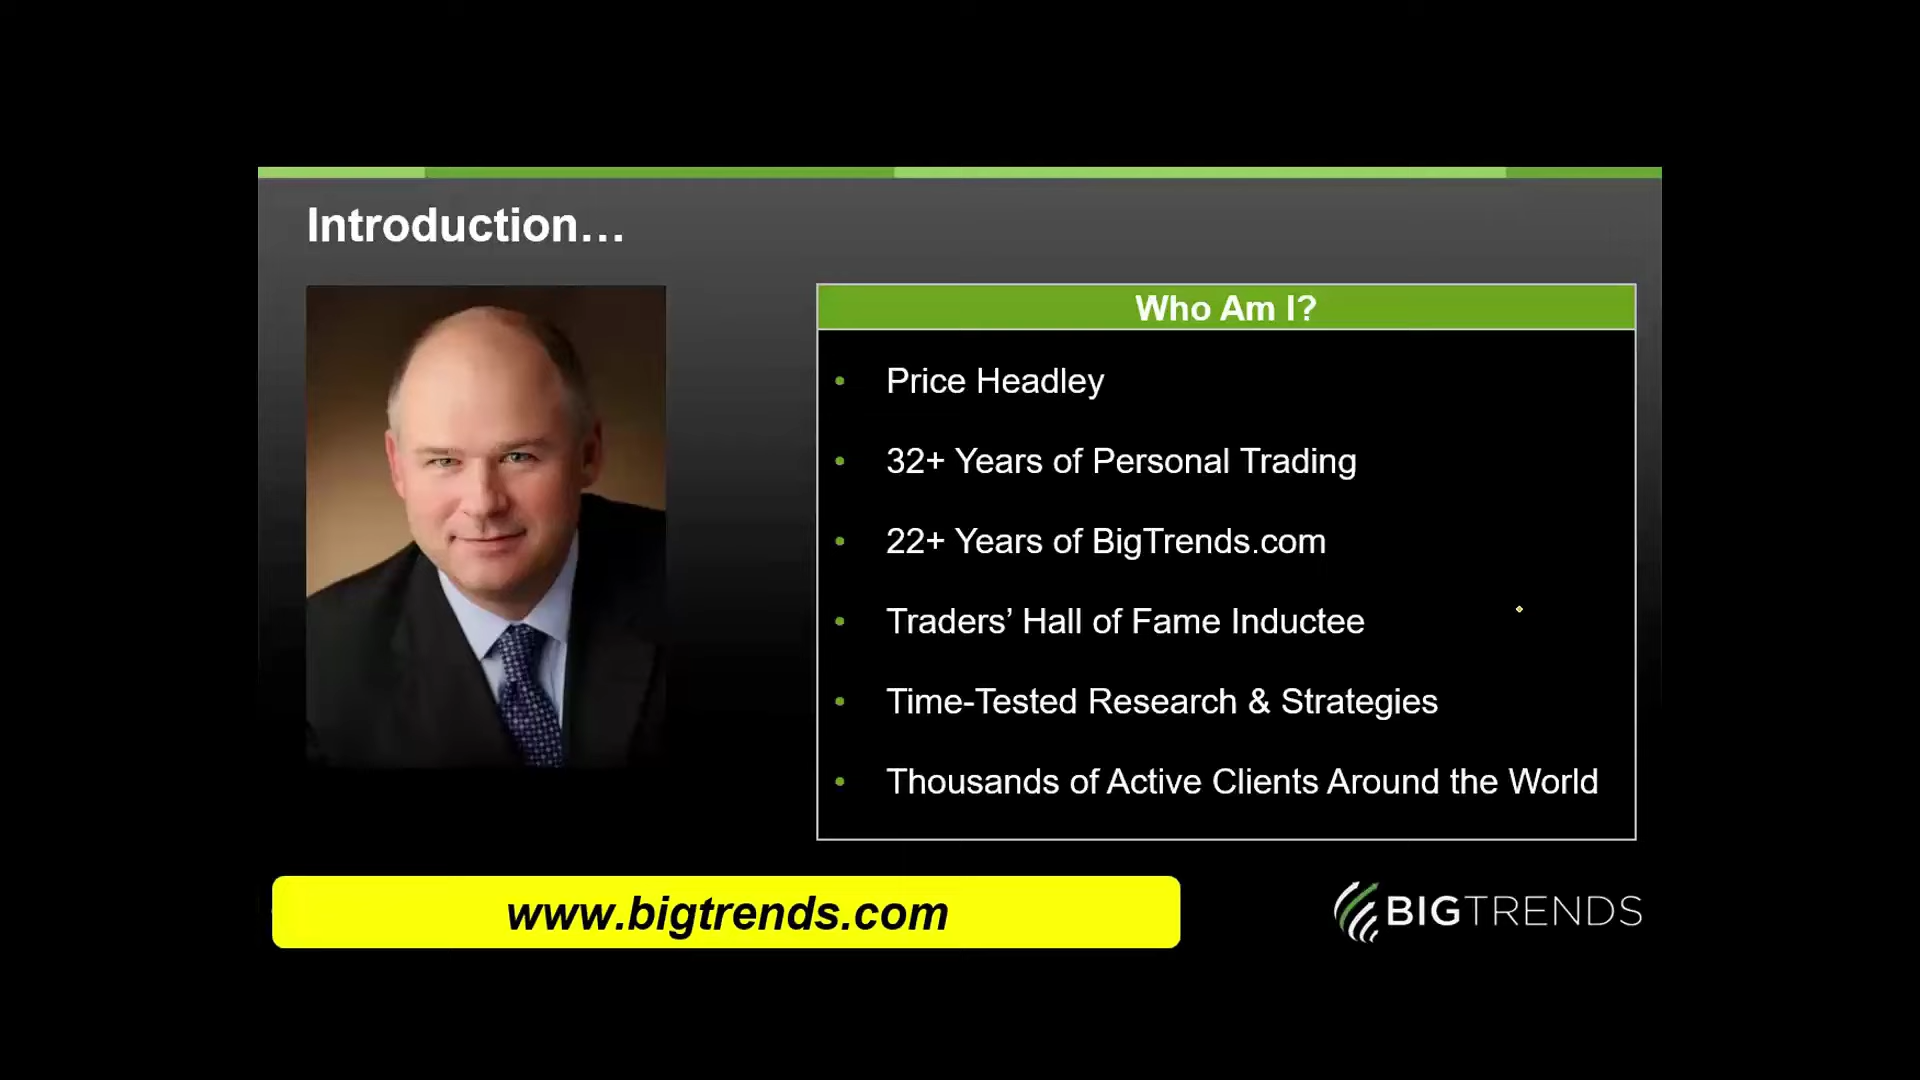 Introduction…
Who Am I?
• Price Headley
• 32+ Years of Personal Trading
• 22+ Years of BigTrends.com
• Traders’ Hall of Fame Inductee
• Time-Tested Research & Strategies
• Thousands of Active Clients Around the World
www.bigtrends.com
BIGTRENDS